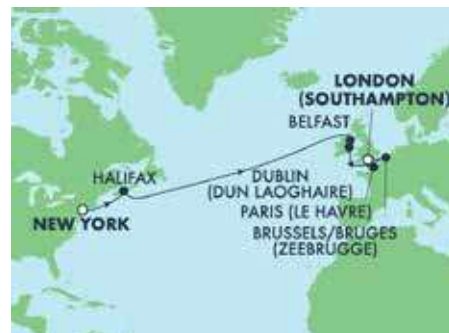 LONDON
(SOUTHAMPTON)
BELFAST
HALIFAX
DUBLIN
(DUN LAOGHAIRE)
NEW YORK
PARIS (LE HAVRE)
BRUSSELS/BRUGES
(ZEEBRUGGE)